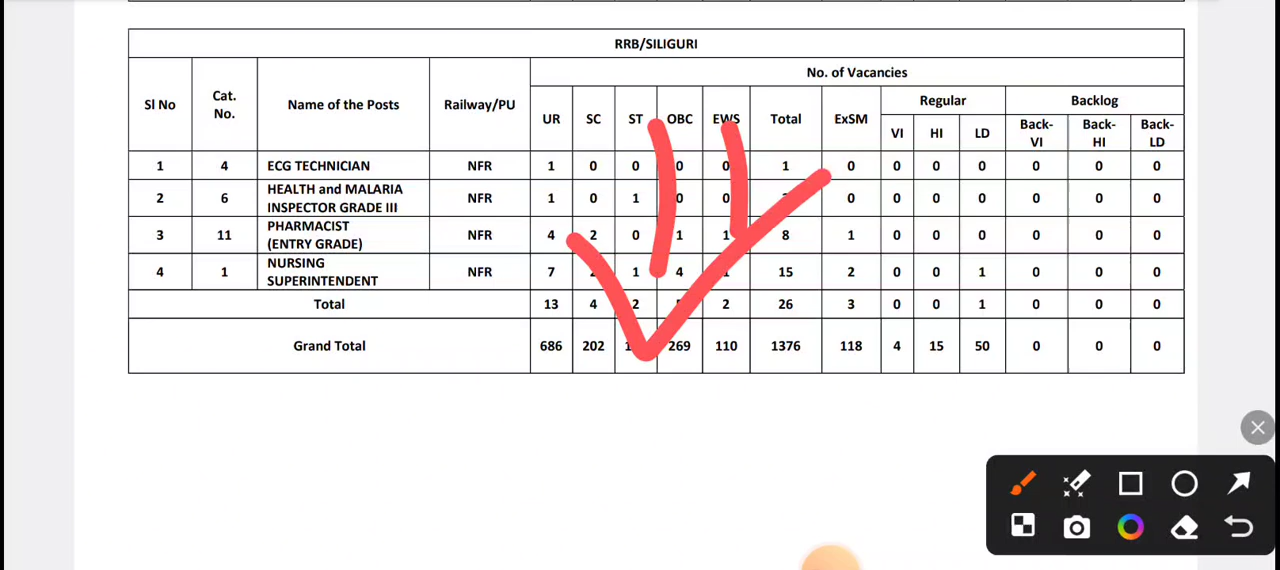 RRB/SILIGURI
Sl No Cat. No. Name of the Posts Railway/PU No. of Vacancies
UR SC ST OBC EWS Total ExSM Regular Backlog
VI HI LD Back-VI Back-HI Back-LD
1 4 ECG TECHNICIAN NFR 1 0 0 0 0 1 0 0 0 0 0 0 0
2 6 HEALTH and MALARIA INSPECTOR GRADE III NFR 1 0 1 0 0 0 0 0 0 0 0 0
3 11 PHARMACIST (ENTRY GRADE) NFR 4 2 0 1 1 8 1 0 0 0 0 0 0
4 1 NURSING SUPERINTENDENT NFR 7 1 4 15 2 0 0 1 0 0 0
Total 13 4 2 2 26 3 0 0 1 0 0 0
Grand Total 686 202 269 110 1376 118 4 15 50 0 0 0